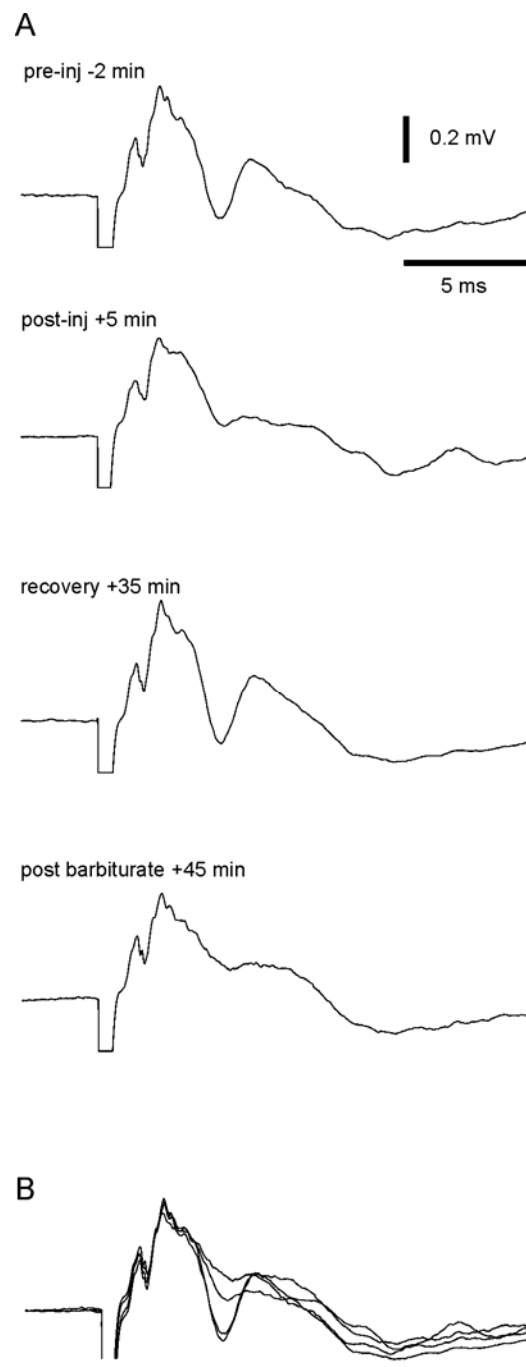 A
pre-inj -2 min
0.2 mV
5 ms
post-inj +5 min
recovery +35 min
post barbiturate +45 min
B